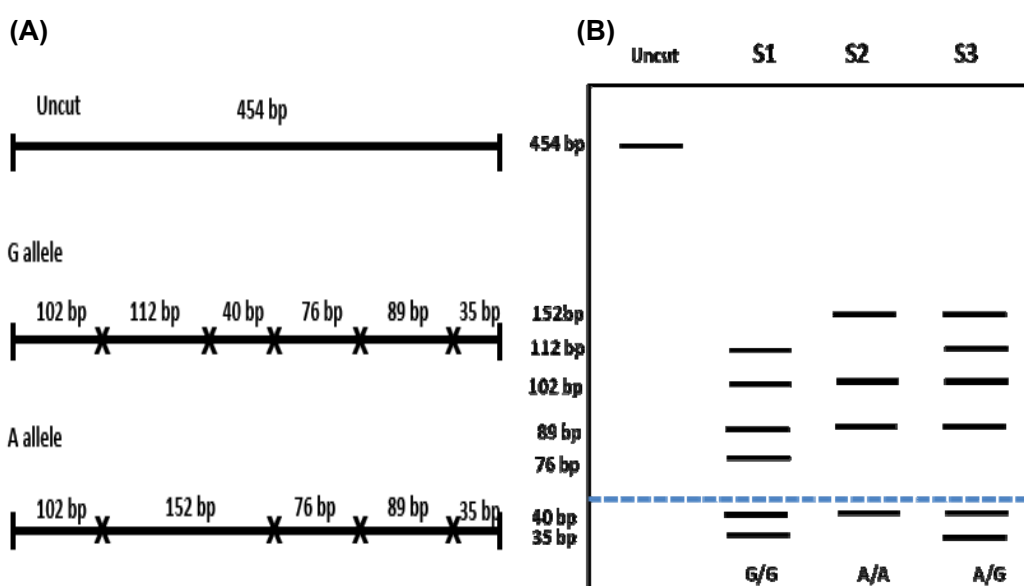 (A)
Uncut
454 bp
G allele
102 bp 112 bp 40 bp 76 bp 89 bp 35 bp
A allele
102 bp 152 bp 76 bp 89 bp 35 bp
(B)
Uncut S1 S2 S3
454 bp
152bp
112 bp
102 bp
89 bp
76 bp
40 bp
35 bp
G/G A/A A/G